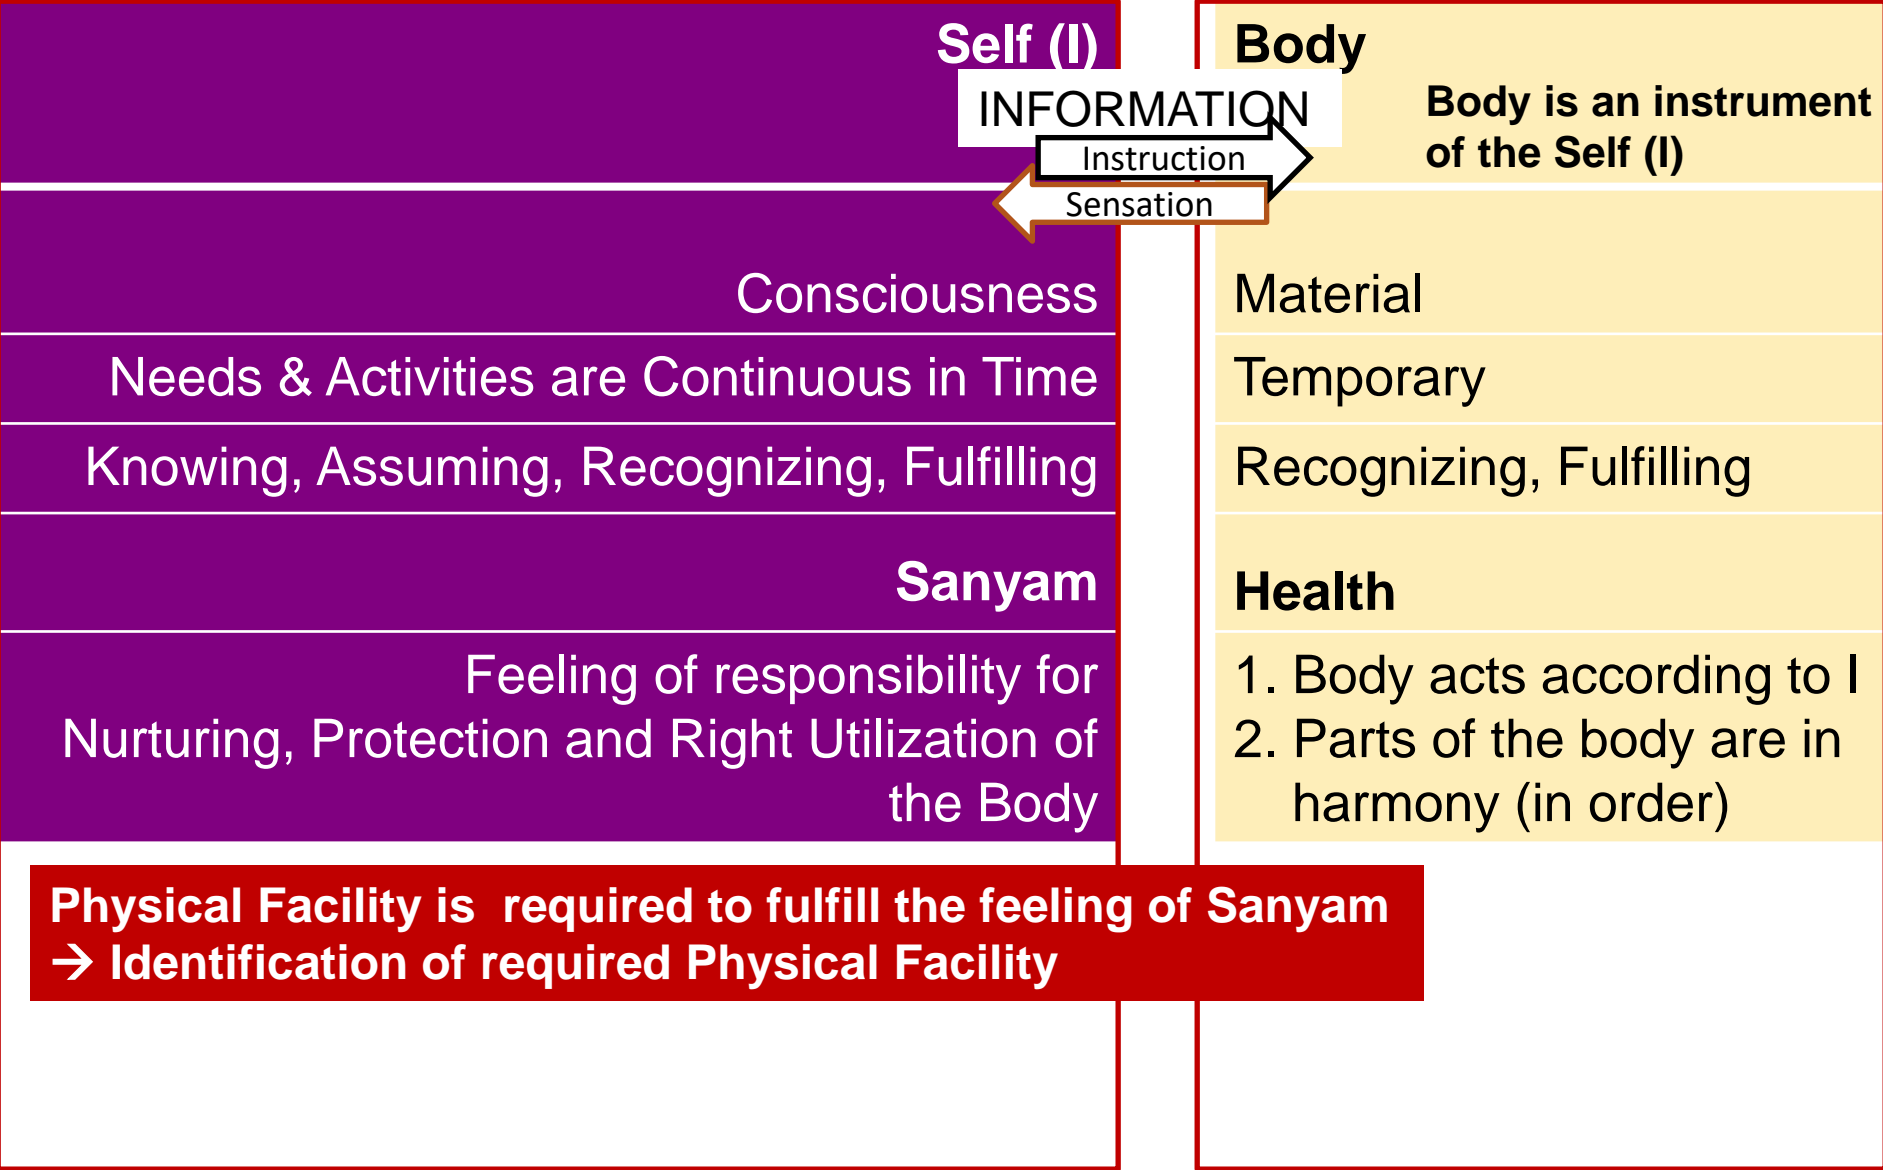 Self (I)
Body
INFORMATION
Body is an instrument
of the Self (I)
Instruction
Sensation
Consciousness
Material
Needs & Activities are Continuous in Time
Temporary
Knowing, Assuming, Recognizing, Fulfilling
Recognizing, Fulfilling
Sanyam
Health
Feeling of responsibility for
Nurturing, Protection and Right Utilization of
the Body
1. Body acts according to I
2. Parts of the body are in
harmony (in order)
Physical Facility is  required to fulfill the feeling of Sanyam
→ Identification of required Physical Facility